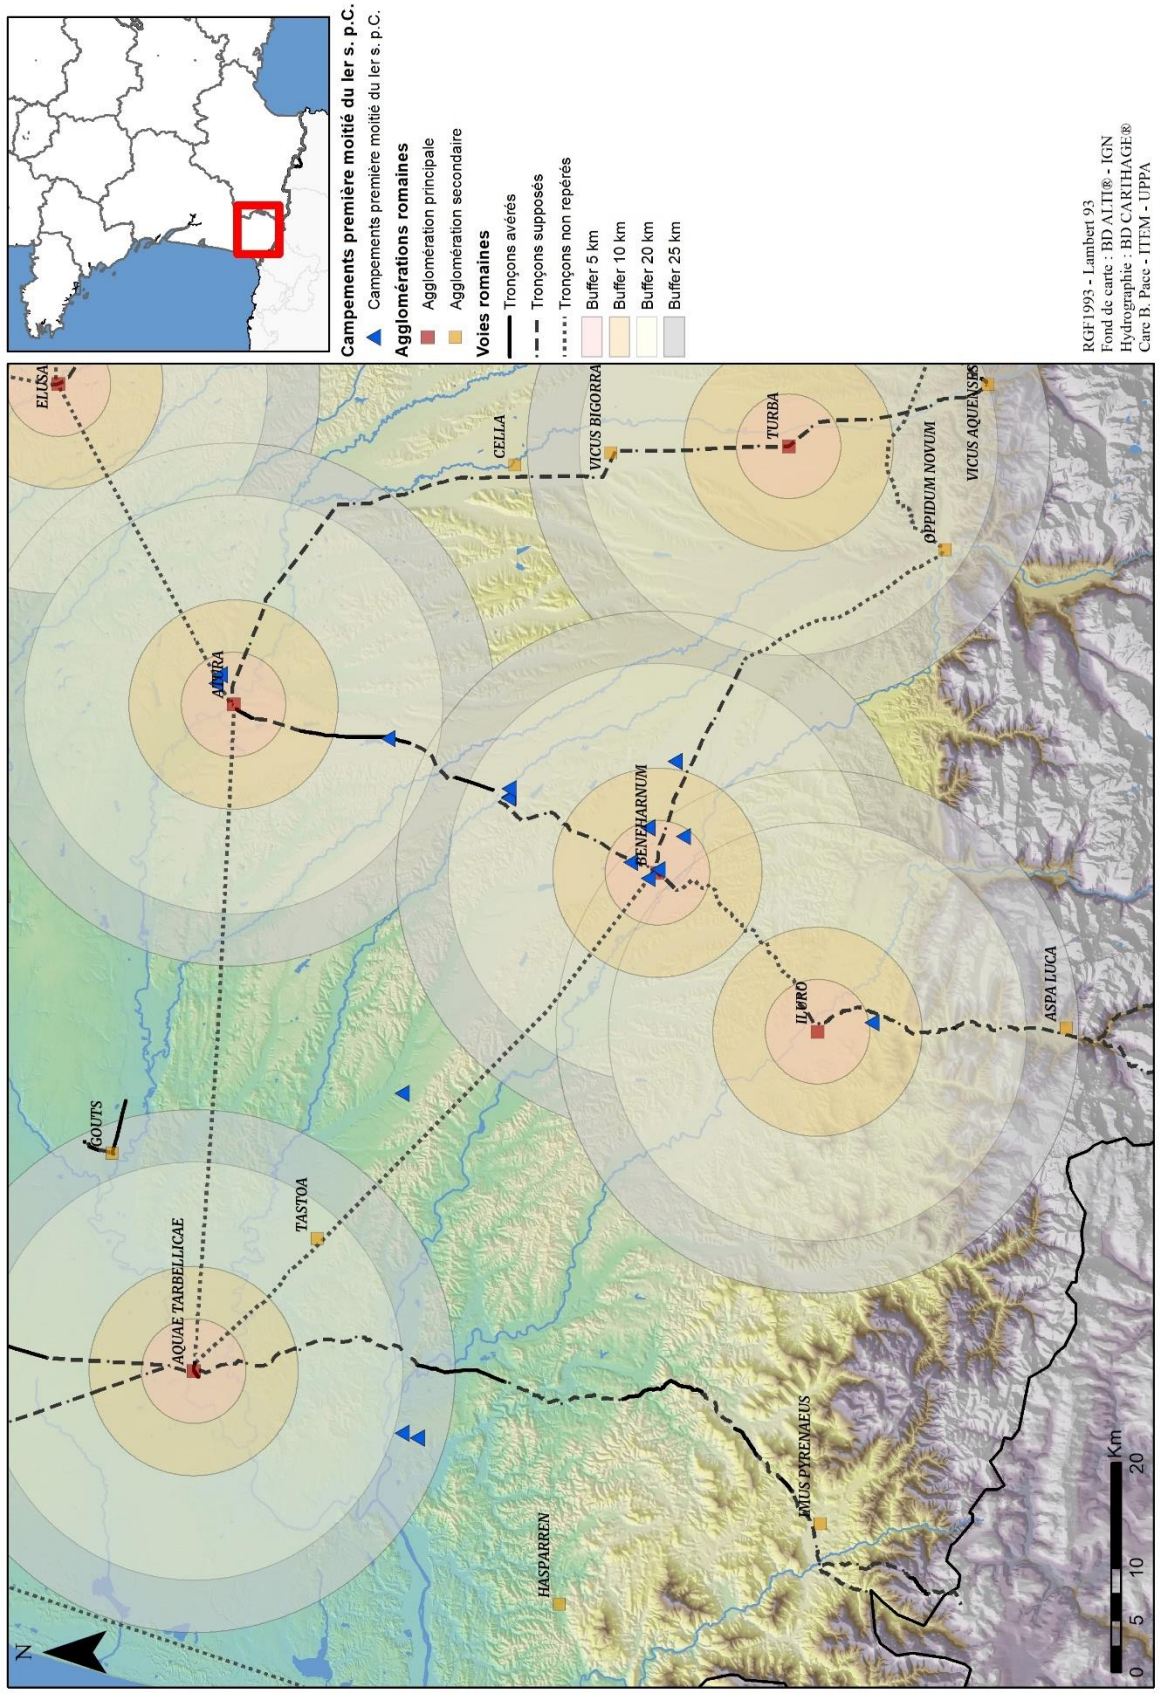 N
ELUSA
ATURA
GOUTS
AQUAE TARBELLICAE
TASTOA
CELLA
VICUS BIGORRA
TURBA
OPPIDUM NOVUM
VICUS AQUENSIS
BENEHARNUM
ILURO
ASPA LUCA
HASPARREN
IMUS PYRENAEUS
0 5 10 20
Km
Campements première moitié du Ier s. p.C.
Campements première moitié du Ier s. p.C.
Agglomérations romaines
Agglomération principale
Agglomération secondaire
Voies romaines
Tronçons avérés
Tronçons supposés
Tronçons non repérés
Buffer 5 km
Buffer 10 km
Buffer 20 km
Buffer 25 km
RGF1993 - Lambert 93
Fond de carte : BD ALTI® - IGN
Hydrographie : BD CARTHAGE®
Carc B. Pace - ITEM - UPPA